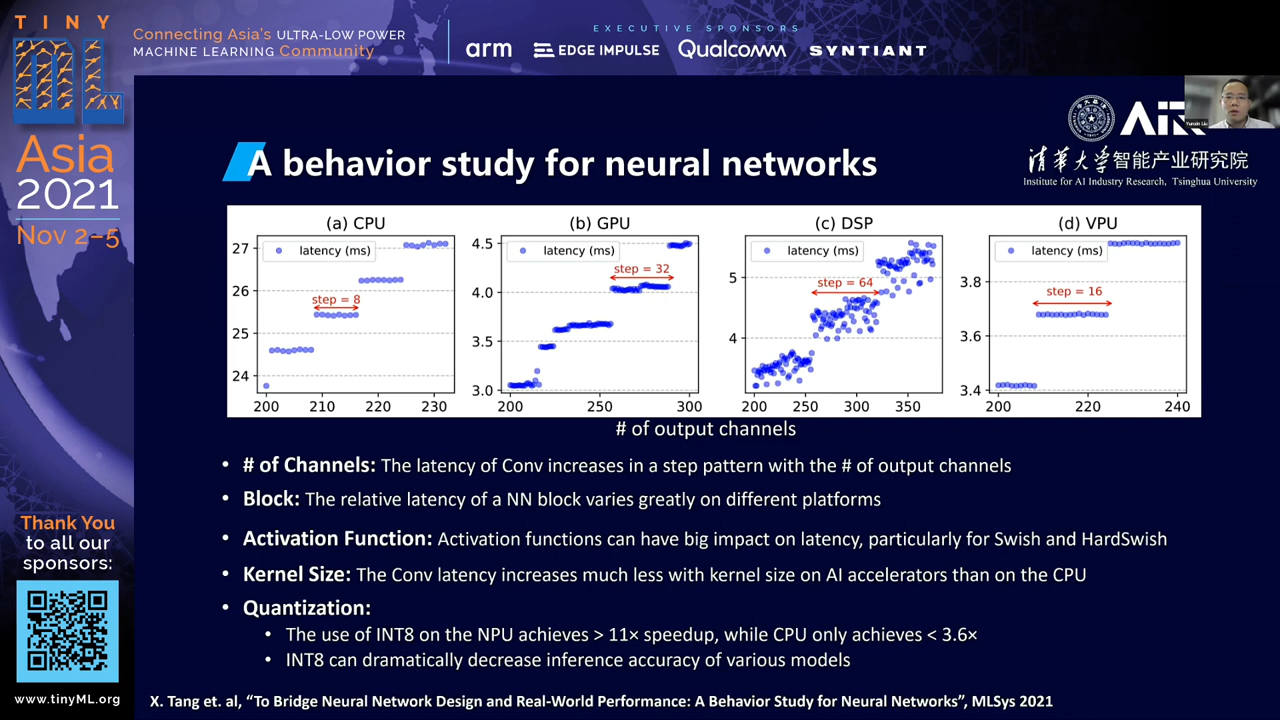 TINY
ML
Asia
2021
Nov 2–5
Connecting Asia's ULTRA-LOW POWER
MACHINE LEARNING Community
EXECUTIVE SPONSORS
arm
EDGE IMPULSE
Qualcomm
SYNTIANT
Yunxin Liu
AIR
清华大学智能产业研究院
Institute for AI Industry Research, Tsinghua University
A behavior study for neural networks
(a) CPU
latency (ms)
step = 8
27
26
25
24
200 210 220 230
(b) GPU
latency (ms)
step = 32
4.5
4.0
3.5
3.0
200 250 300
(c) DSP
latency (ms)
step = 64
5
4
200 250 300 350
(d) VPU
latency (ms)
step = 16
3.8
3.6
3.4
200 220 240
# of output channels
• # of Channels: The latency of Conv increases in a step pattern with the # of output channels
• Block: The relative latency of a NN block varies greatly on different platforms
• Activation Function: Activation functions can have big impact on latency, particularly for Swish and HardSwish
• Kernel Size: The Conv latency increases much less with kernel size on AI accelerators than on the CPU
• Quantization:
• The use of INT8 on the NPU achieves > 11× speedup, while CPU only achieves < 3.6×
• INT8 can dramatically decrease inference accuracy of various models
Thank You
to all our
sponsors:
www.tinyML.org
X. Tang et. al, “To Bridge Neural Network Design and Real-World Performance: A Behavior Study for Neural Networks”, MLSys 2021